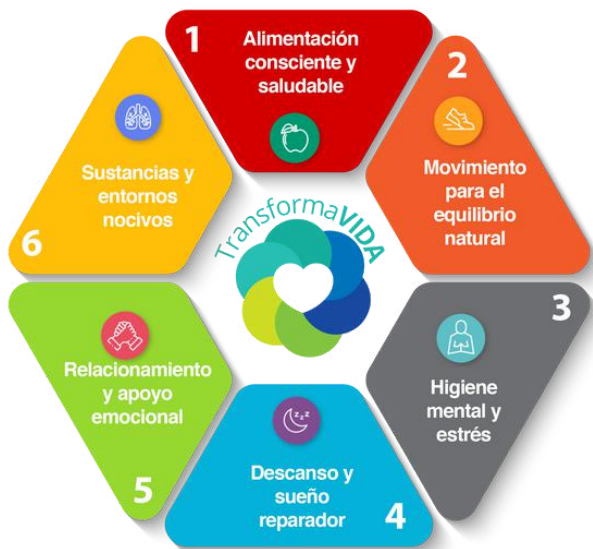 1
Alimentación
consciente y
saludable
2
Movimiento
para el
equilibrio
natural
3
Higiene
mental y
estrés
4
Descanso y
sueño
reparador
zzz
5
Relacionamiento
y apoyo
emocional
6
Sustancias y
entornos
nocivos
TransformaVIDA